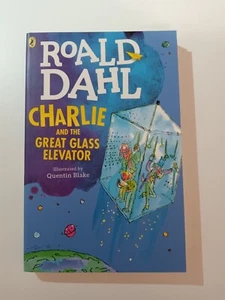 ROALD
DAHL
CHARLIE
AND THE
GREAT GLASS
ELEVATOR
Illustrated by
Quentin Blake